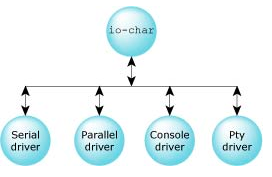 io-char
Serial
driver
Parallel
driver
Console
driver
Pty
driver